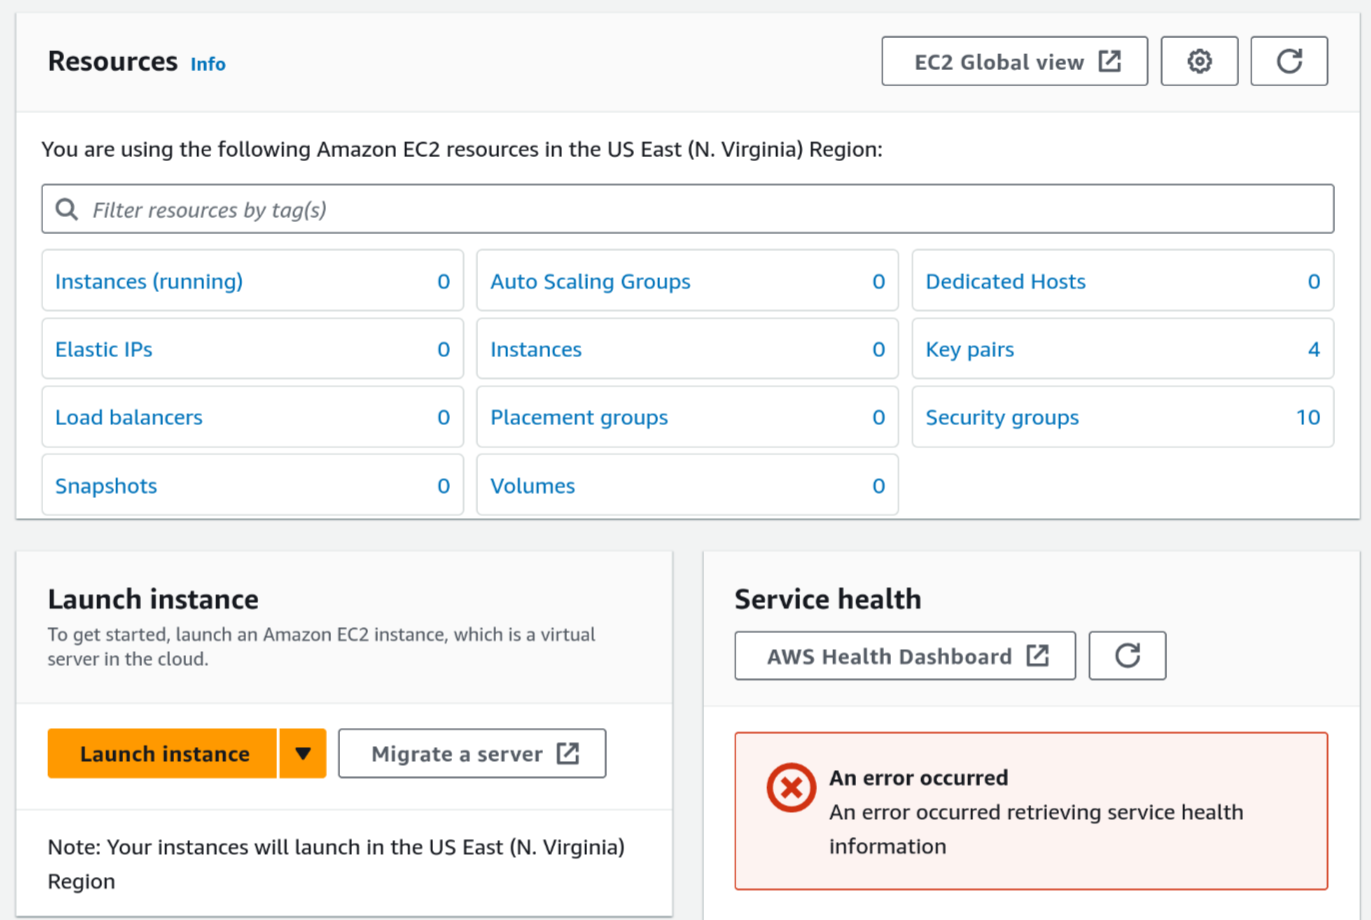 Resources Info
EC2 Global view
You are using the following Amazon EC2 resources in the US East (N. Virginia) Region:
Filter resources by tag(s)
Instances (running) 0
Auto Scaling Groups 0
Dedicated Hosts 0
Elastic IPs 0
Instances 0
Key pairs 4
Load balancers 0
Placement groups 0
Security groups 10
Snapshots 0
Volumes 0
Launch instance
To get started, launch an Amazon EC2 instance, which is a virtual
server in the cloud.
Launch instance
Migrate a server
Note: Your instances will launch in the US East (N. Virginia)
Region
Service health
AWS Health Dashboard
An error occurred
An error occurred retrieving service health
information